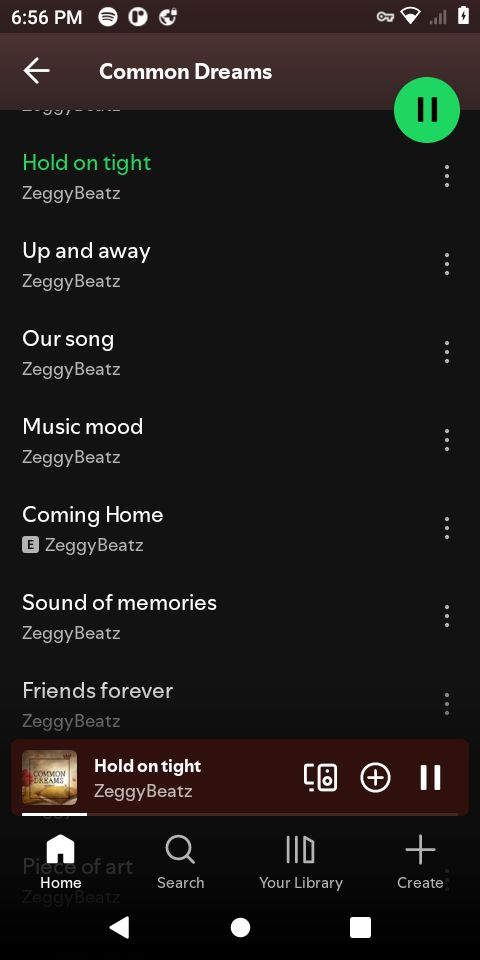 6:56 PM
Common Dreams
ZeggyBeatz
Hold on tight
ZeggyBeatz
Up and away
ZeggyBeatz
Our song
ZeggyBeatz
Music mood
ZeggyBeatz
Coming Home
E ZeggyBeatz
Sound of memories
ZeggyBeatz
Friends forever
ZeggyBeatz
COMMON
DREAMS
Hold on tight
ZeggyBeatz
Piece of art
ZeggyBeatz
Home
Search
Your Library
Create